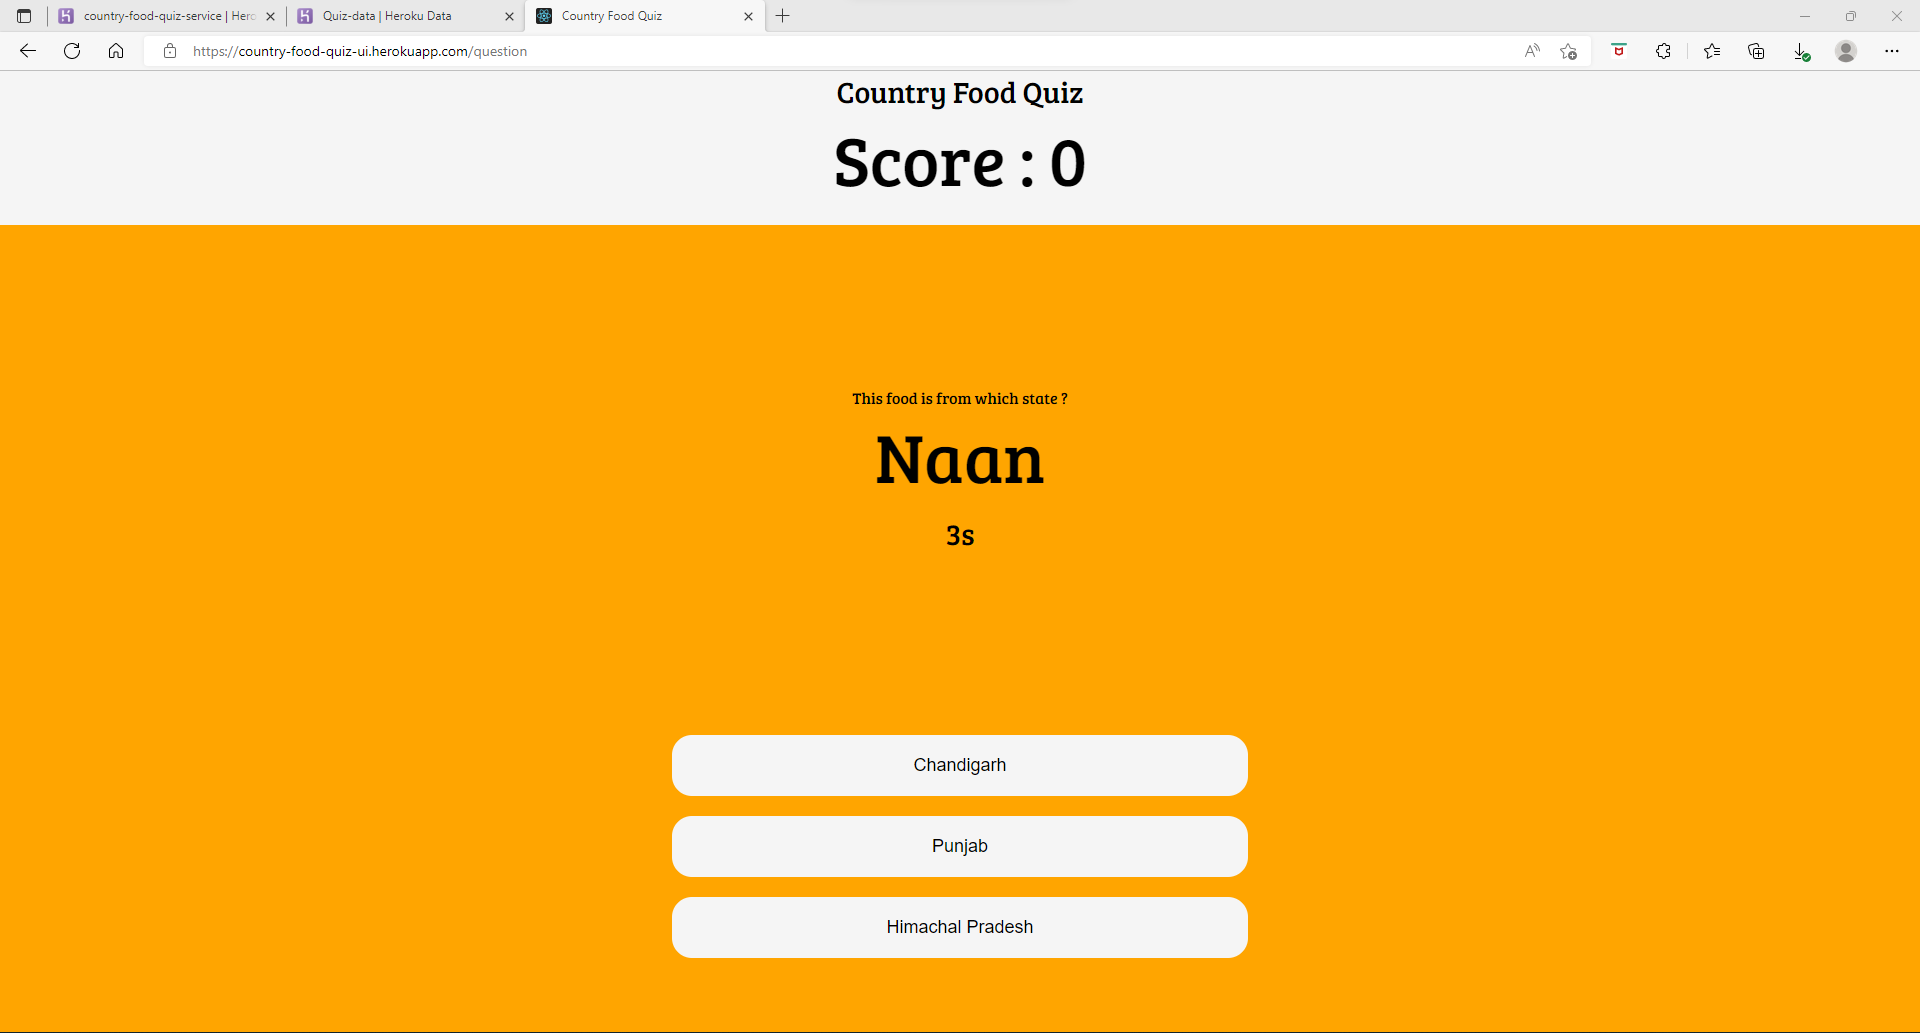 country-food-quiz-service | Hero
Quiz-data | Heroku Data
Country Food Quiz
https://country-food-quiz-ui.herokuapp.com/question
Country Food Quiz
Score : 0
This food is from which state ?
Naan
3s
Chandigarh
Punjab
Himachal Pradesh